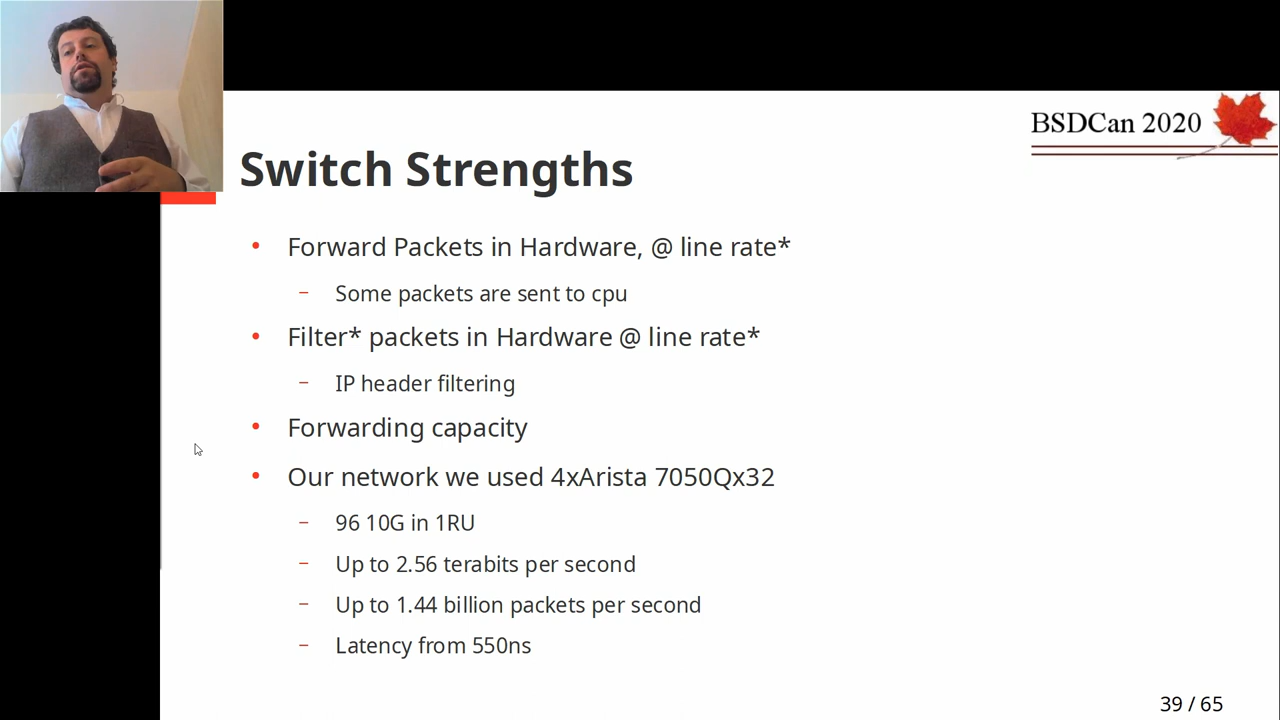 BSDCan 2020
Switch Strengths
• Forward Packets in Hardware, @ line rate*
– Some packets are sent to cpu
• Filter* packets in Hardware @ line rate*
– IP header filtering
• Forwarding capacity
• Our network we used 4xArista 7050Qx32
– 96 10G in 1RU
– Up to 2.56 terabits per second
– Up to 1.44 billion packets per second
– Latency from 550ns
39 / 65